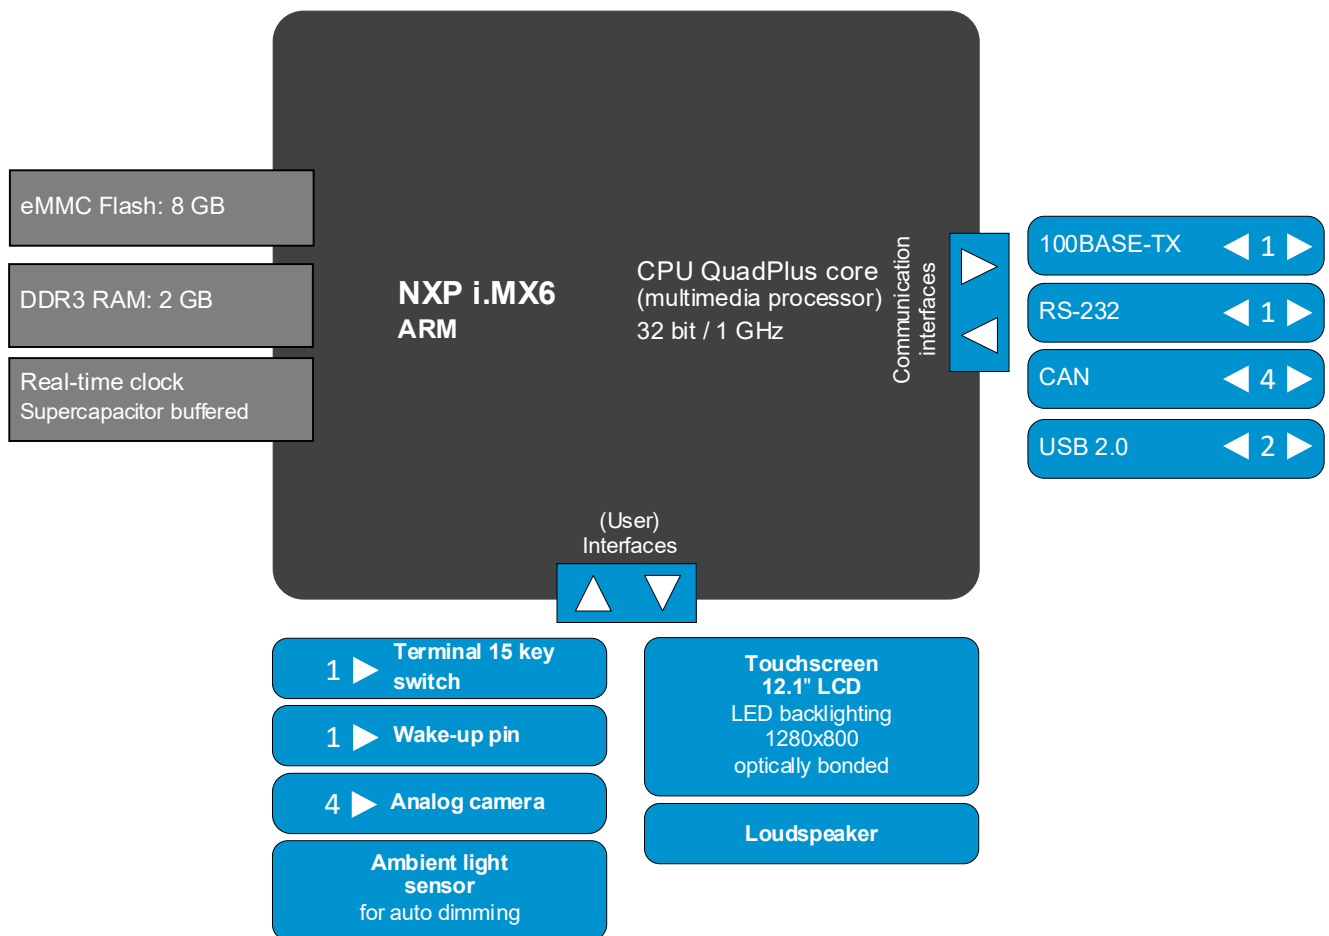 eMMC Flash: 8 GB
DDR3 RAM: 2 GB
Real-time clock
Supercapacitor buffered
NXP i.MX6
ARM
CPU QuadPlus core
(multimedia processor)
32 bit / 1 GHz
Communication
interfaces
100BASE-TX 1
RS-232 1
CAN 4
USB 2.0 2
(User)
Interfaces
1 Terminal 15 key
switch
1 Wake-up pin
4 Analog camera
Ambient light
sensor
for auto dimming
Touchscreen
12.1" LCD
LED backlighting
1280x800
optically bonded
Loudspeaker